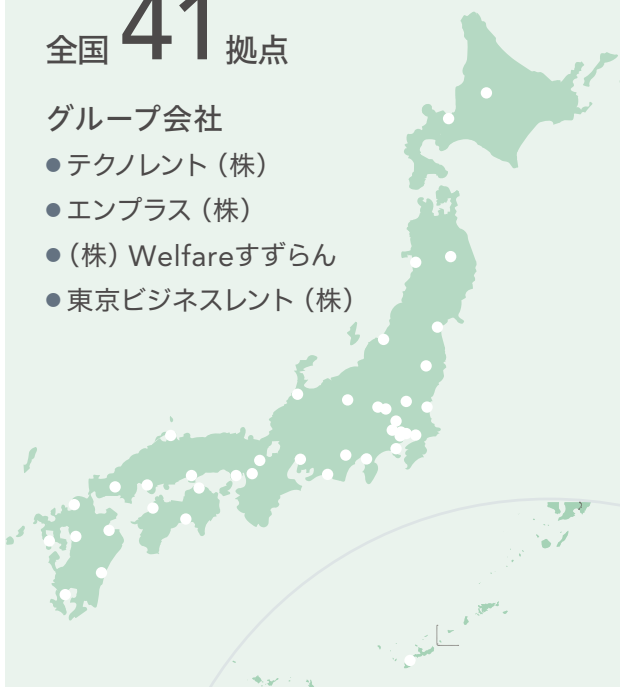 全国 41 拠点
グループ会社
●テクノレント（株）
●エンプラス（株）
●（株）Welfareすずらん
●東京ビジネスレント（株）